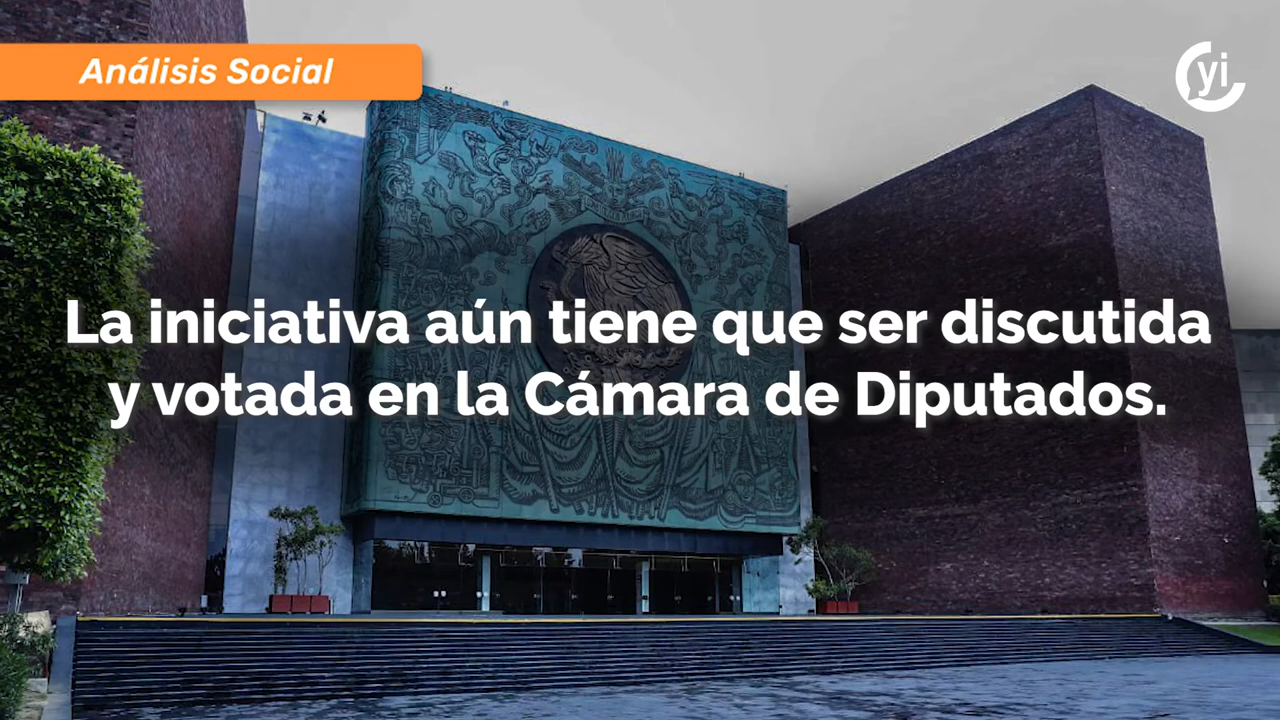 Análisis Social
yi
La iniciativa aún tiene que ser discutida
y votada en la Cámara de Diputados.